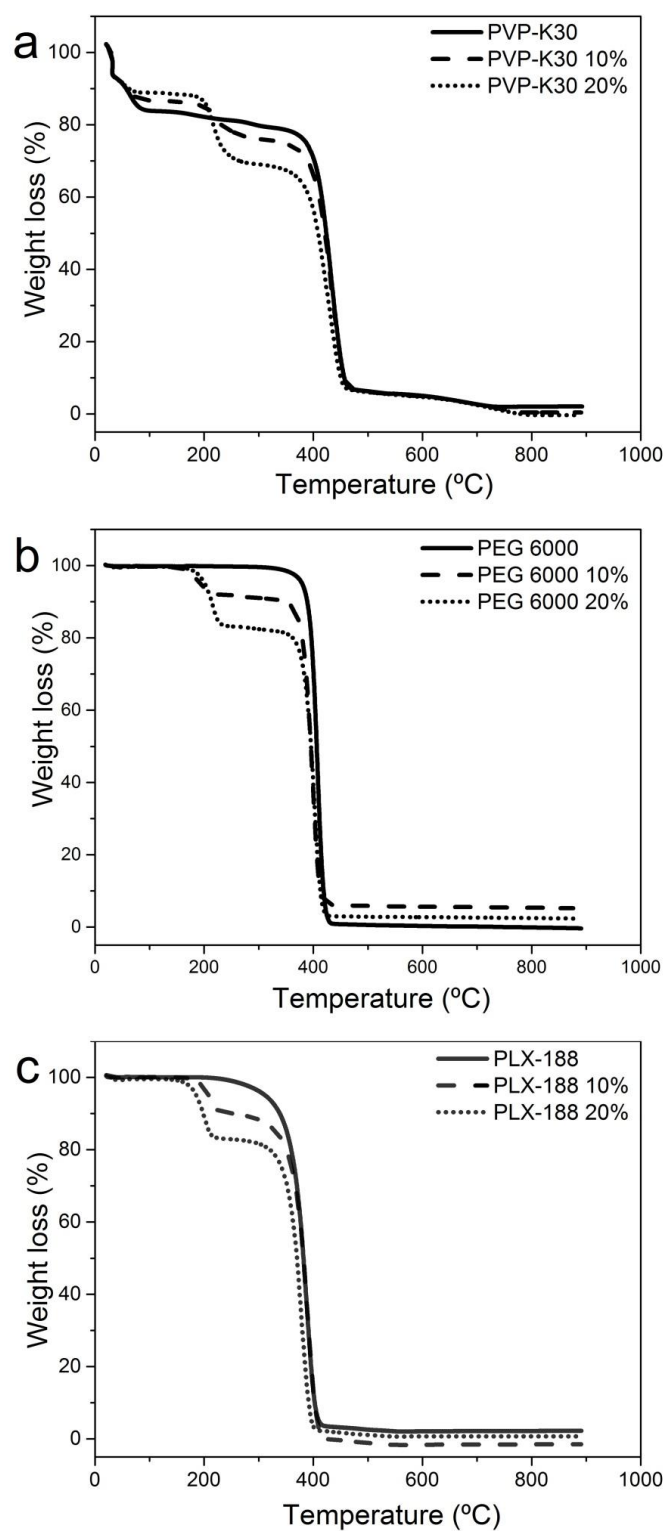 a
PVP-K30
PVP-K30 10%
PVP-K30 20%
Weight loss (%)
100
80
60
40
20
0
0 200 400 600 800 1000
Temperature (ºC)
b
PEG 6000
PEG 6000 10%
PEG 6000 20%
Weight loss (%)
100
80
60
40
20
0
0 200 400 600 800 1000
Temperature (ºC)
c
PLX-188
PLX-188 10%
PLX-188 20%
Weight loss (%)
100
80
60
40
20
0
0 200 400 600 800 1000
Temperature (ºC)